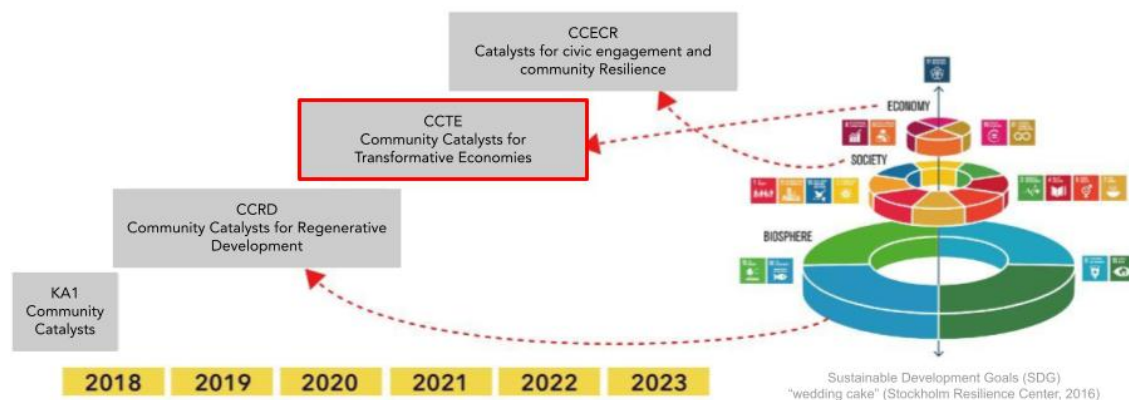 CCECR
Catalysts for civic engagement and
community Resilience
CCTE
Community Catalysts for
Transformative Economies
CCRD
Community Catalysts for Regenerative
Development
KA1
Community
Catalysts
ECONOMY
SOCIETY
BIOSPHERE
2018
2019
2020
2021
2022
2023
Sustainable Development Goals (SDG)
"wedding cake" (Stockholm Resilience Center, 2016)